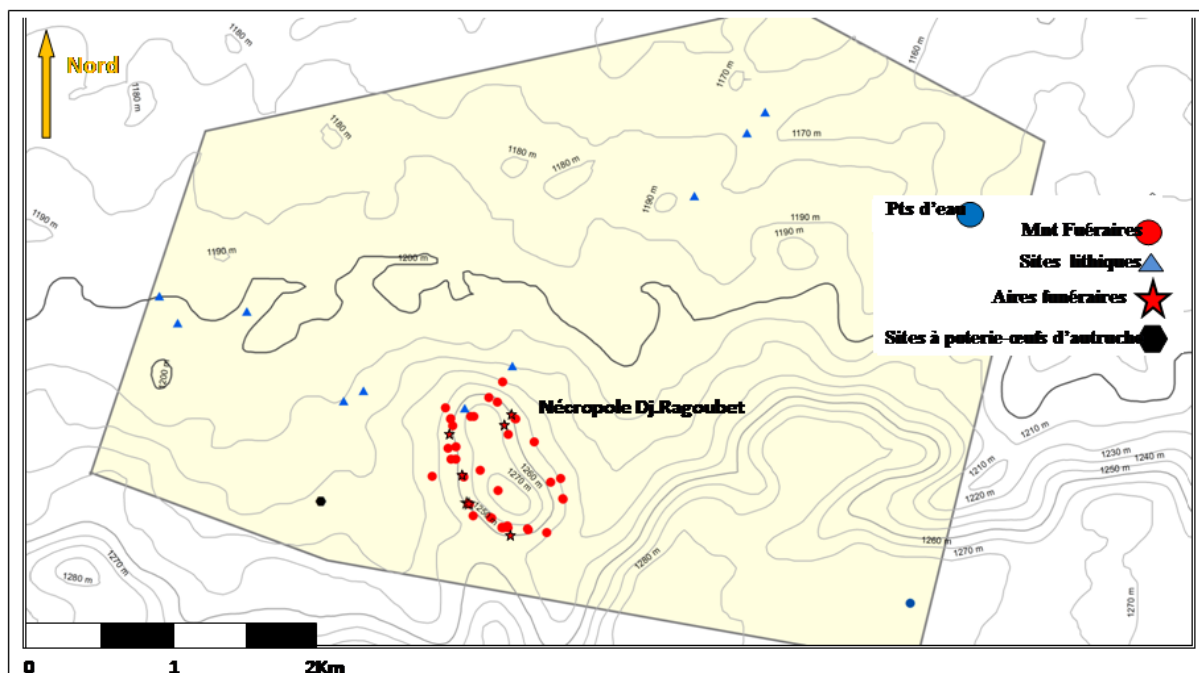 Nord
1180 m
1180 m
1180 m
1180 m
1180 m
1170 m
1160 m
1170 m
1190 m
1190 m
1190 m
1190 m
1200 m
1200 m
Pts d'eau
Mnt Fuéraires
Sites lithiques
Aires funéraires
Sites à poterie-œufs d'autruche
Nécropole Dj.Ragoubet
1260 m
1270 m
1250 m
1210 m
1230 m
1240 m
1250 m
1210 m
1220 m
1260 m
1270 m
1280 m
1270 m
1280 m
1270 m
0 1 2Km